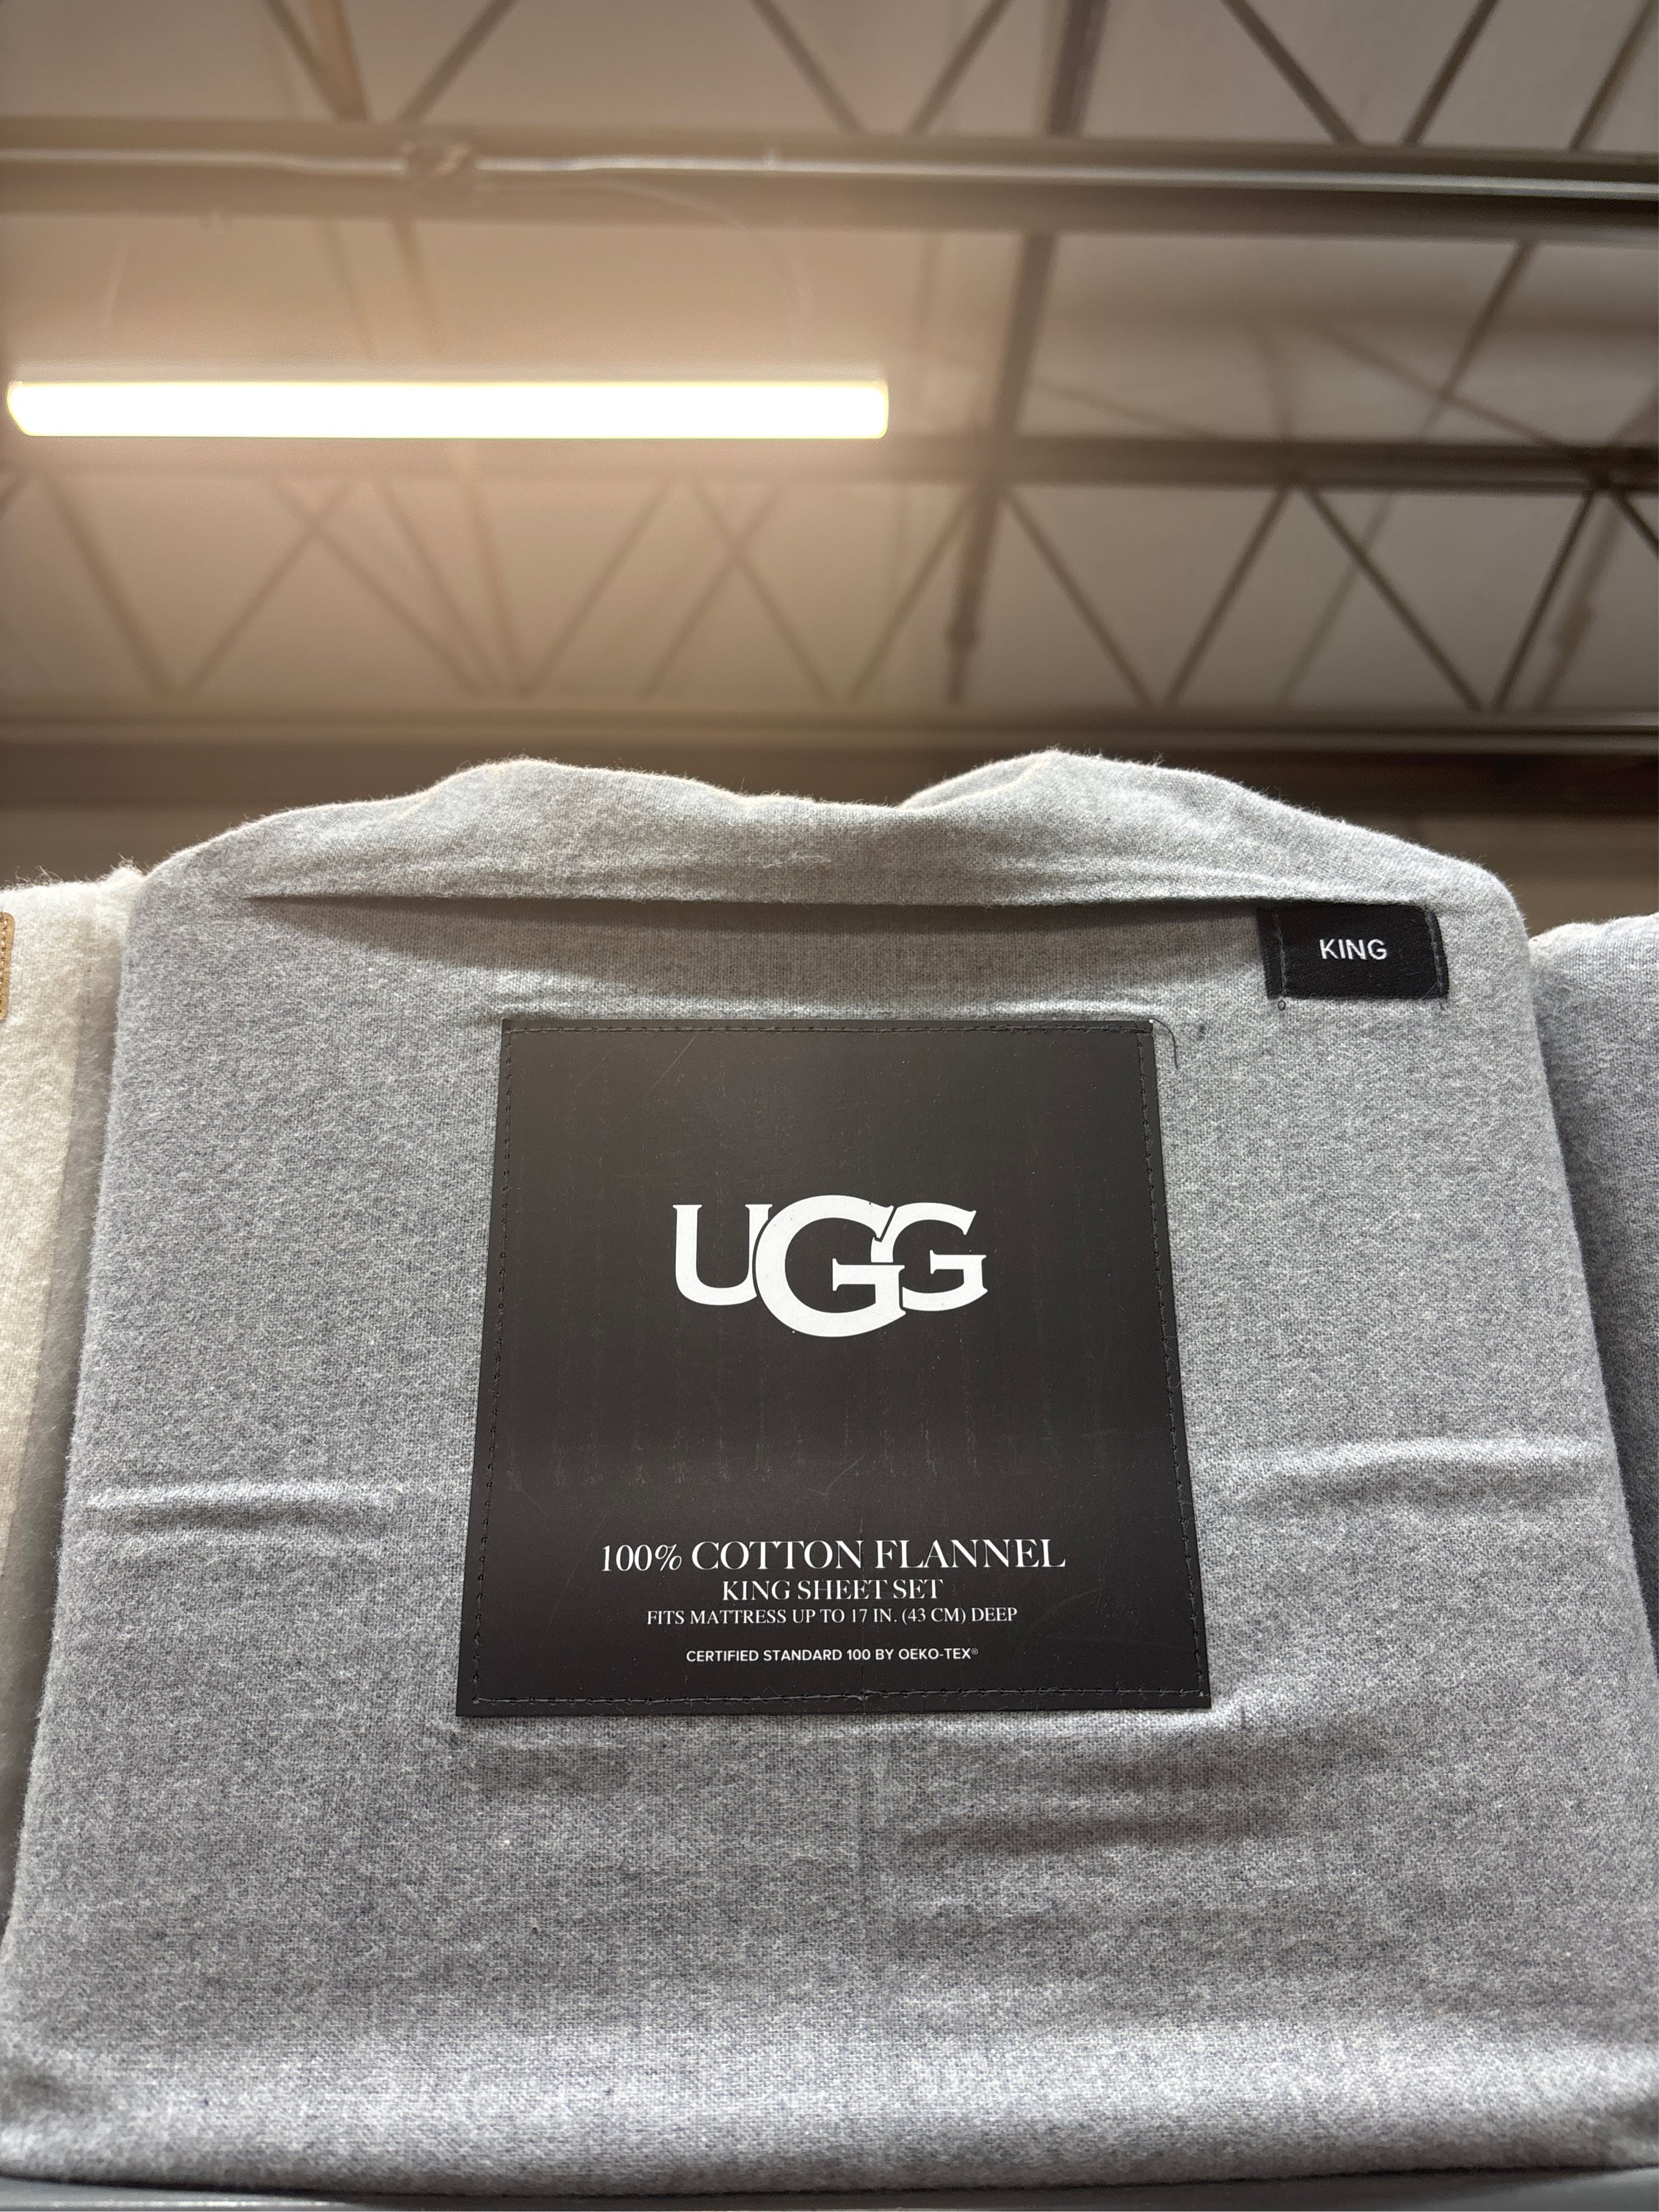 KING
UGG
100% COTTON FLANNEL
KING SHEET SET
FITS MATTRESS UP TO 17 IN. (43 CM) DEEP
CERTIFIED STANDARD 100 BY OEKO-TEX®